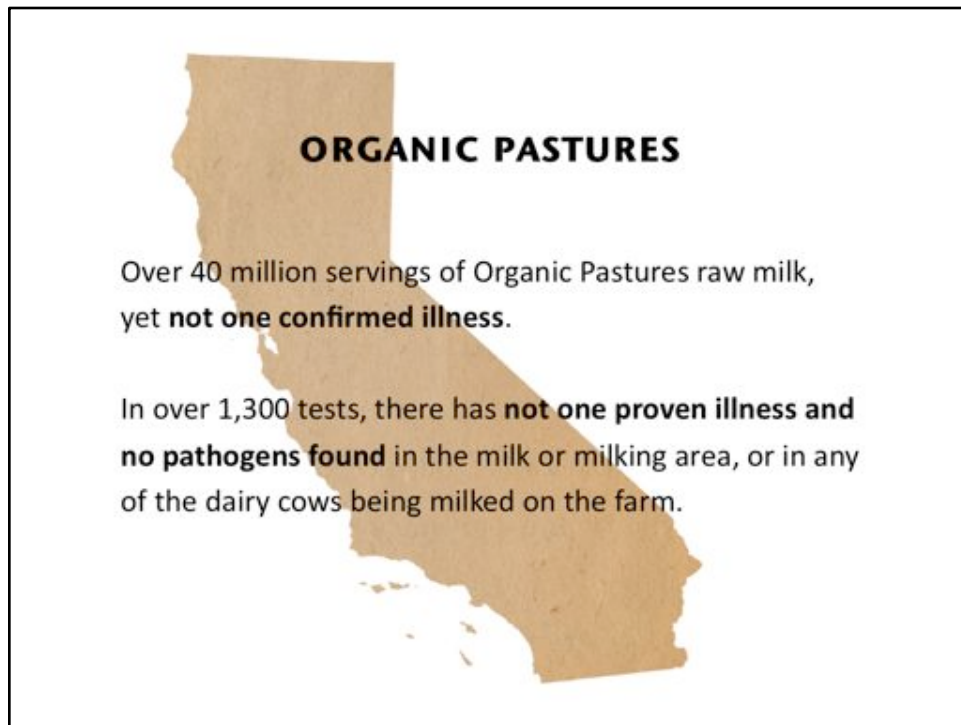 ORGANIC PASTURES
Over 40 million servings of Organic Pastures raw milk,
yet not one confirmed illness.
In over 1,300 tests, there has not one proven illness and
no pathogens found in the milk or milking area, or in any
of the dairy cows being milked on the farm.